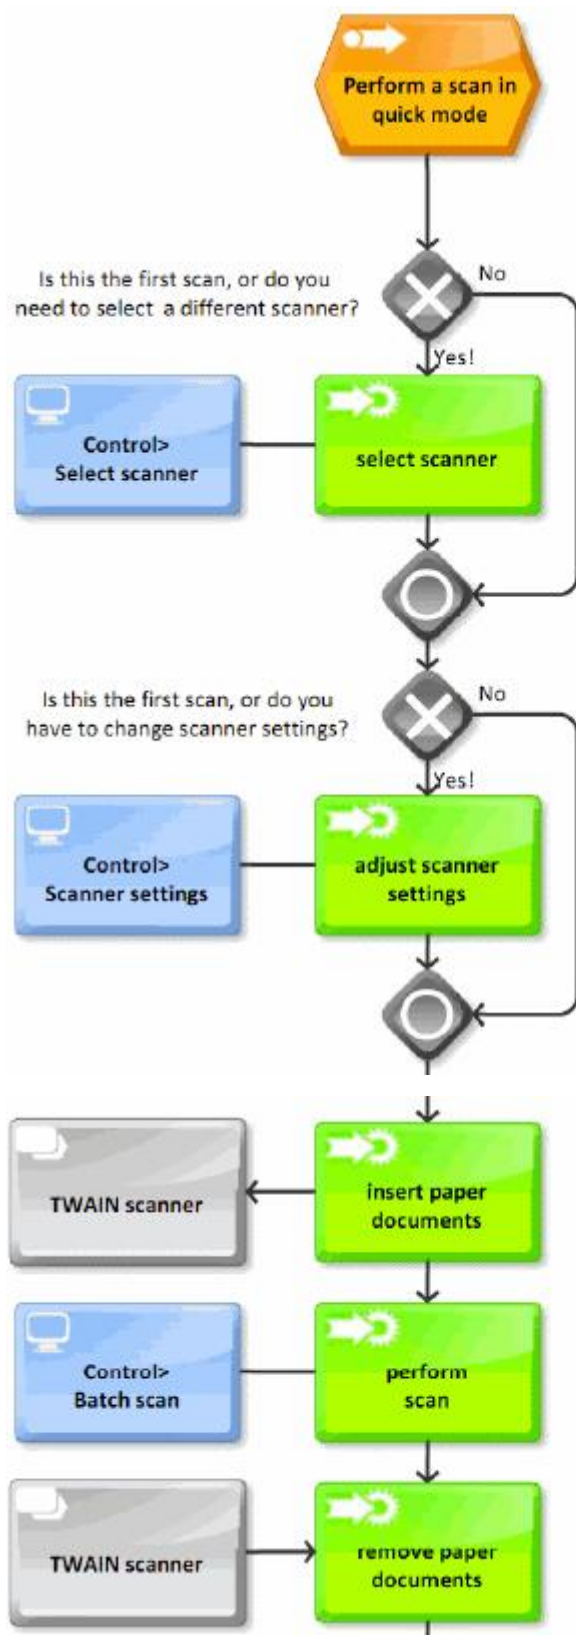 Perform a scan in
quick mode
Is this the first scan, or do you
need to select a different scanner?
No
Yes!
Control>
Select scanner
select scanner
Is this the first scan, or do you
have to change scanner settings?
No
Yes!
Control>
Scanner settings
adjust scanner
settings
TWAIN scanner
insert paper
documents
Control>
Batch scan
perform
scan
TWAIN scanner
remove paper
documents